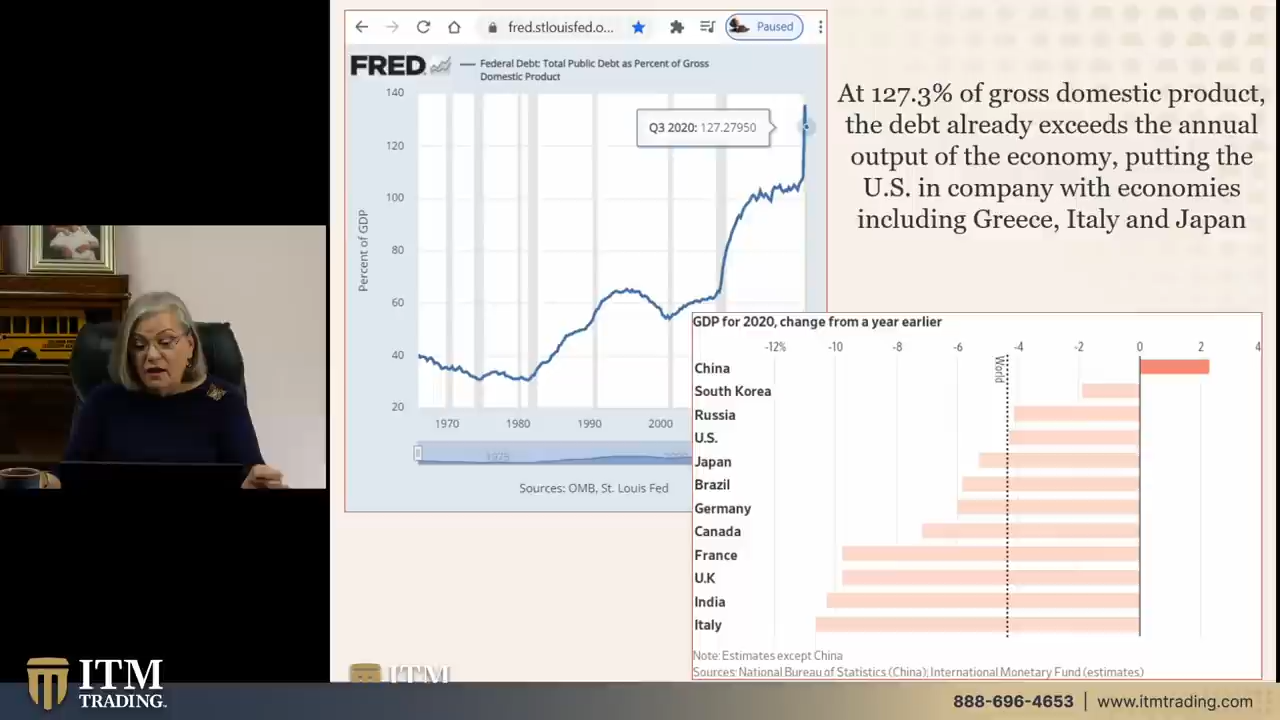 fred.stlouisfed.o...
Paused
FRED
Federal Debt: Total Public Debt as Percent of Gross
Domestic Product
140
120
100
80
60
40
20
Percent of GDP
Q3 2020: 127.27950
1970
1980
1990
2000
1975
2000
Sources: OMB, St. Louis Fed
At 127.3% of gross domestic product,
the debt already exceeds the annual
output of the economy, putting the
U.S. in company with economies
including Greece, Italy and Japan
GDP for 2020, change from a year earlier
-12% -10 -8 -6 -4 -2 0 2 4
World
China
South Korea
Russia
U.S.
Japan
Brazil
Germany
Canada
France
U.K
India
Italy
Note: Estimates except China
Sources: National Bureau of Statistics (China); International Monetary Fund (estimates)
ITM
ITM
TRADING
888-696-4653 | www.itmtrading.com